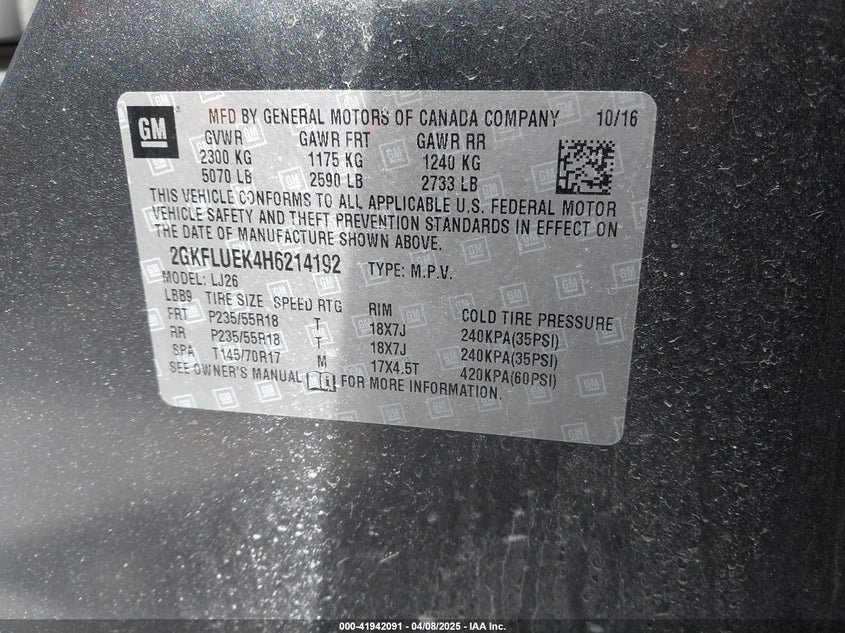 GM
MFD BY GENERAL MOTORS OF CANADA COMPANY 10/16
GVWR GAWR FRT GAWR RR
2300 KG 1175 KG 1240 KG
5070 LB 2590 LB 2733 LB
THIS VEHICLE CONFORMS TO ALL APPLICABLE U.S. FEDERAL MOTOR
VEHICLE SAFETY AND THEFT PREVENTION STANDARDS IN EFFECT ON
THE DATE OF MANUFACTURE SHOWN ABOVE.
2GKFLUEK4H6214192 TYPE: M.P.V.
MODEL: LJ26
LBB9 TIRE SIZE SPEED RTG RIM COLD TIRE PRESSURE
FRT P235/55R18 T 18X7J 240KPA(35PSI)
RR P235/55R18 T 18X7J 240KPA(35PSI)
SPA T145/70R17 M 17X4.5T 420KPA(60PSI)
SEE OWNER'S MANUAL FOR MORE INFORMATION.
000-41942091 - 04/08/2025 - IAA Inc.